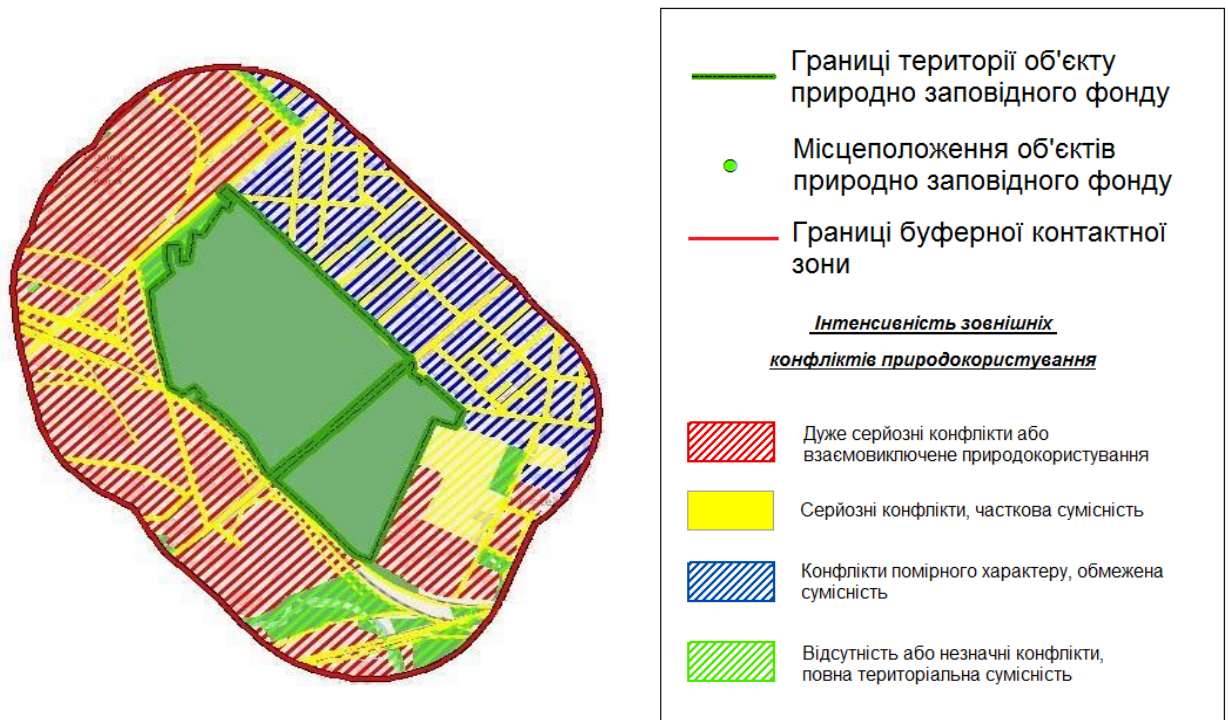 Границі території об'єкту
природно заповідного фонду
Місцеположення об'єктів
природно заповідного фонду
Границі буферної контактної
зони
Інтенсивність зовнішніх
конфліктів природокористування
Дуже серйозні конфлікти або
взаємовиключене природокористування
Серйозні конфлікти, часткова сумісність
Конфлікти помірного характеру, обмежена
сумісність
Відсутність або незначні конфлікти,
повна територіальна сумісність